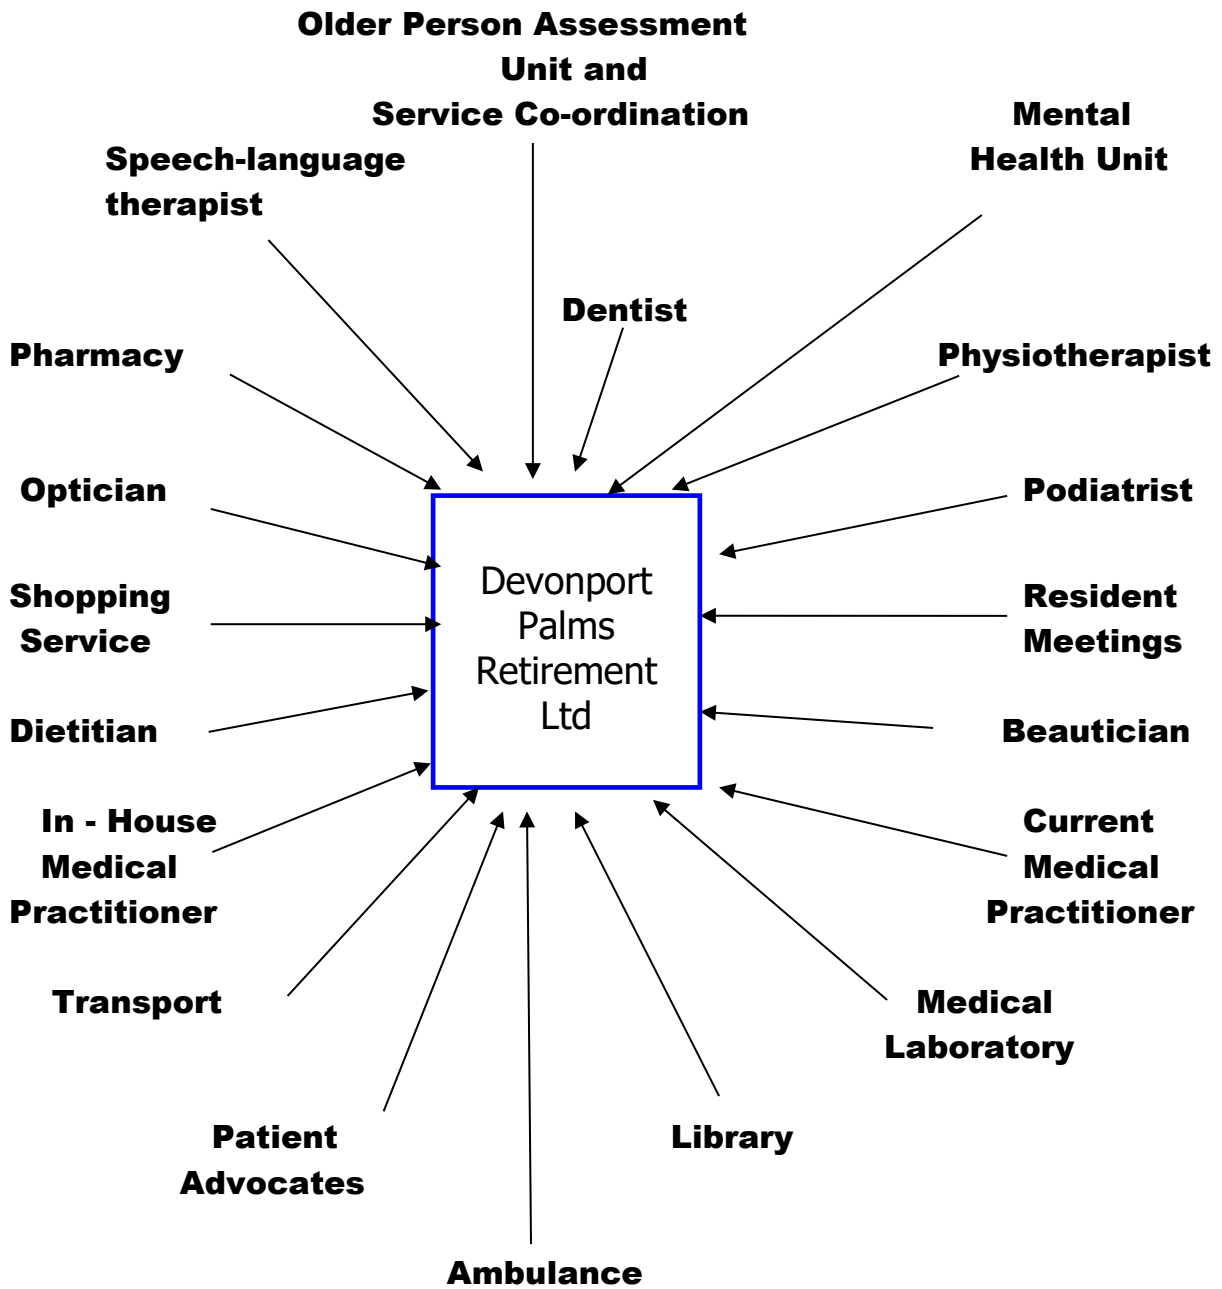 Older Person Assessment
Unit and
Service Co-ordination
Mental
Health Unit
Speech-language
therapist
Dentist
Pharmacy
Physiotherapist
Optician
Podiatrist
Devonport
Palms
Retirement
Ltd
Shopping
Service
Resident
Meetings
Dietitian
Beautician
In - House
Medical
Practitioner
Current
Medical
Practitioner
Transport
Medical
Laboratory
Patient
Advocates
Library
Ambulance